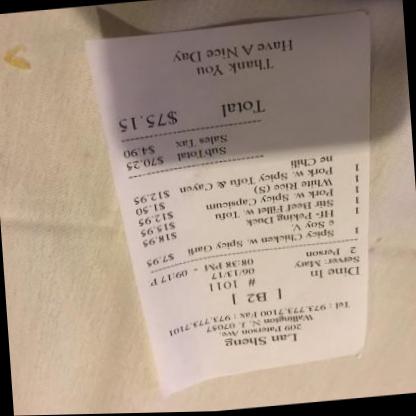 Lan Sheng
209 Paterson Ave.
Wallington N. J. 07057
Tel : 973.773.7100 Fax : 973.773.7101
[ B2 ]
# 1011
Dine In 06/13/17
Server: Mary 08:38 PM - 09:17 P
2 Person
1 Spicy Chicken w. Spicy Garli $7.95
e Soy V.
1 Hf- Peking Duck $18.95
1 Stir Beef Fillet w. Tofu $15.95
1 Pork w. Spicy Capsicum $12.95
1 White Rice (S) $1.50
1 Pork w. Spicy Tofu & Cayen $12.95
ne Chili
SubTotal $70.25
Sales Tax $4.90
Total $75.15
Thank You
Have A Nice Day